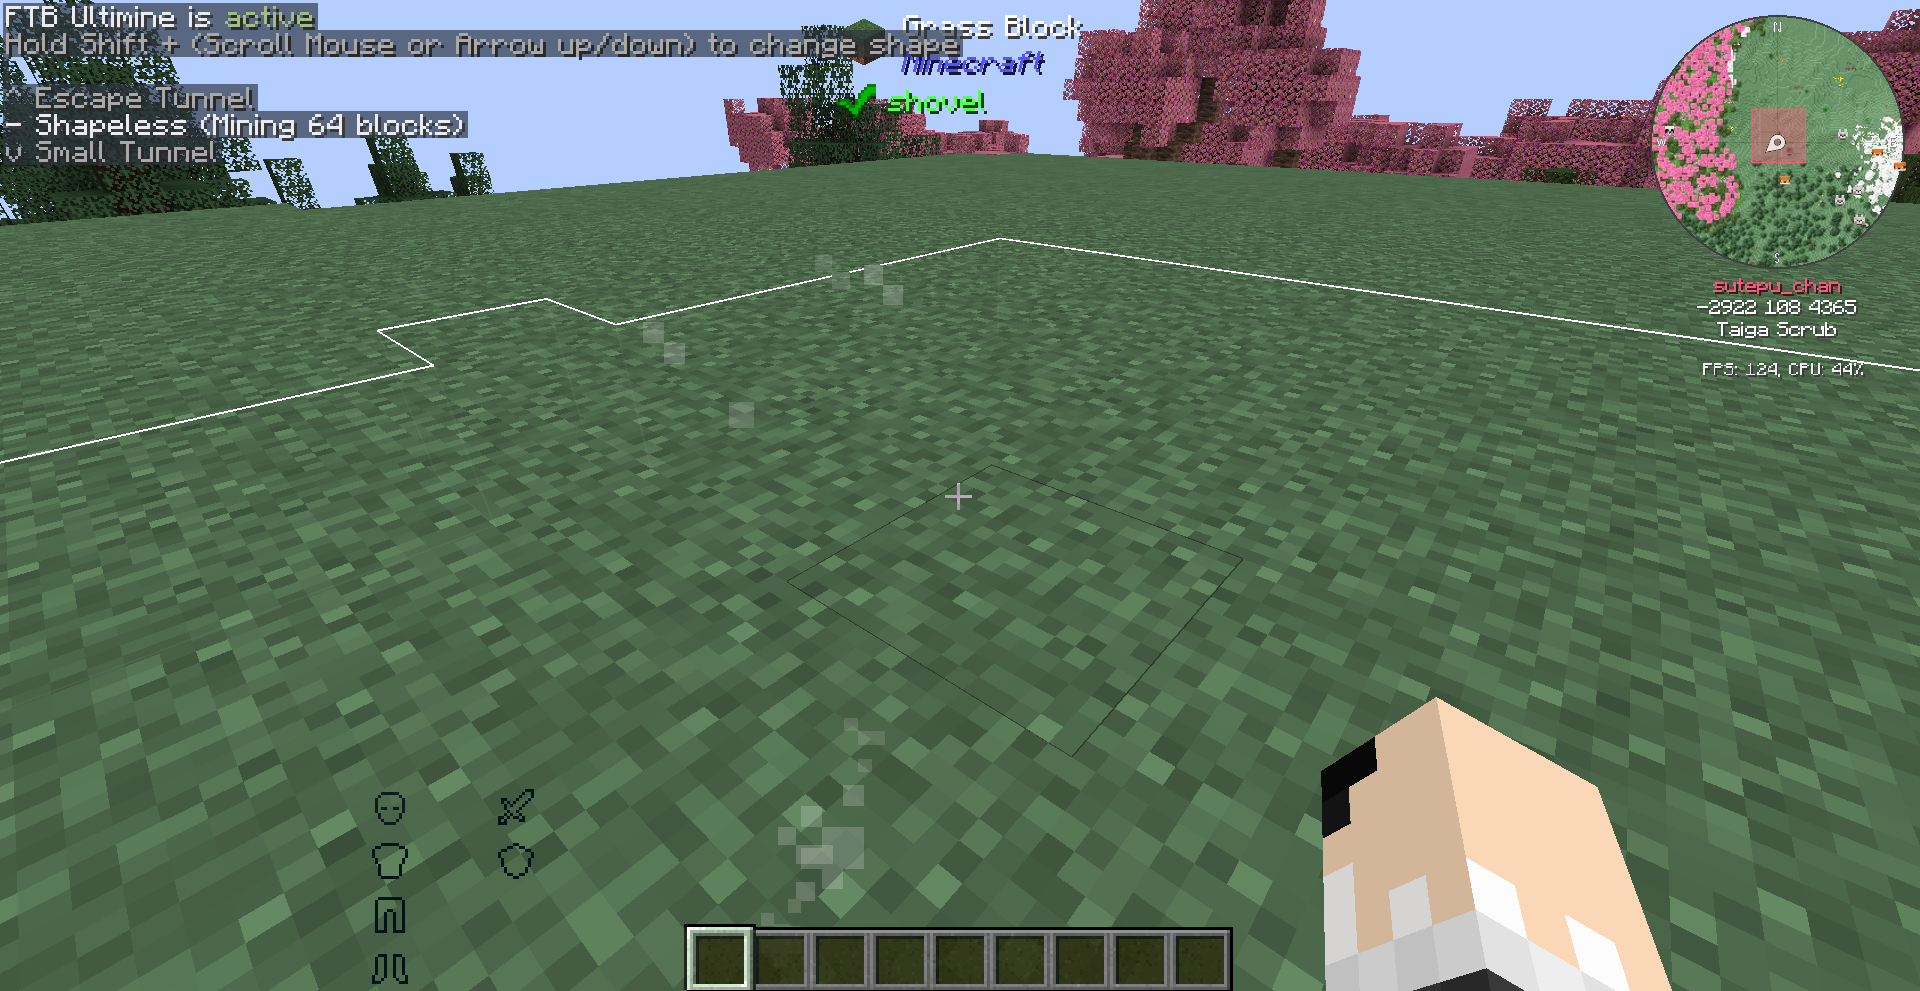 FTB Ultimine is active
Hold Shift + (Scroll Mouse or Arrow up/down) to change shape
^ Escape Tunnel
- Shapeless (Mining 64 blocks)
v Small Tunnel
Grass Block
Minecraft
shovel
N
W
E
S
sutepu_chan
-2922 108 4365
Taiga Scrub
FPS: 124, CPU: 44%